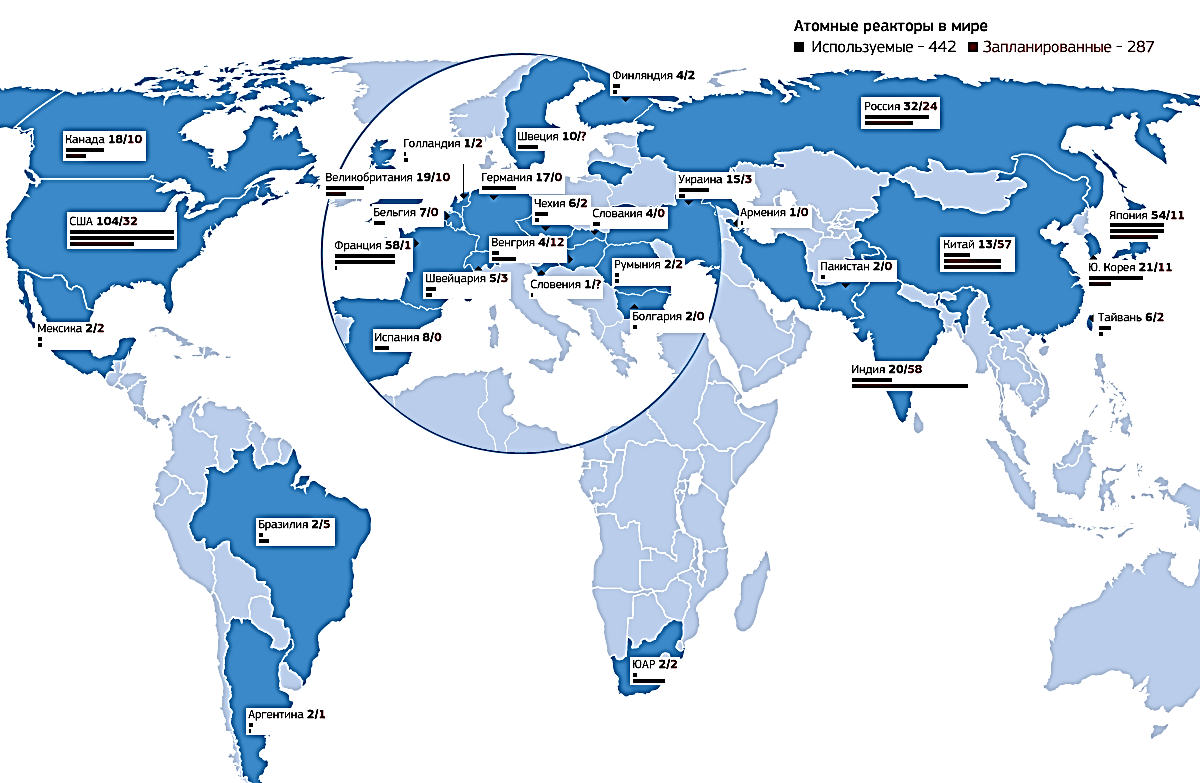 Атомные реакторы в мире
Используемые - 442 Запланированные - 287
Финляндия 4/2
Россия 32/24
Канада 18/10
Швеция 10/?
Голландия 1/2
Великобритания 19/10
Германия 17/0
Украина 15/3
Чехия 6/2
Бельгия 7/0
Словакия 4/0
Армения 1/0
США 104/32
Япония 54/11
Франция 58/1
Венгрия 4/12
Китай 13/57
Румыния 2/2
Пакистан 2/0
Ю. Корея 21/11
Швейцария 5/3
Словения 1/?
Болгария 2/0
Тайвань 6/2
Мексика 2/2
Испания 8/0
Индия 20/58
Бразилия 2/5
ЮАР 2/2
Аргентина 2/1